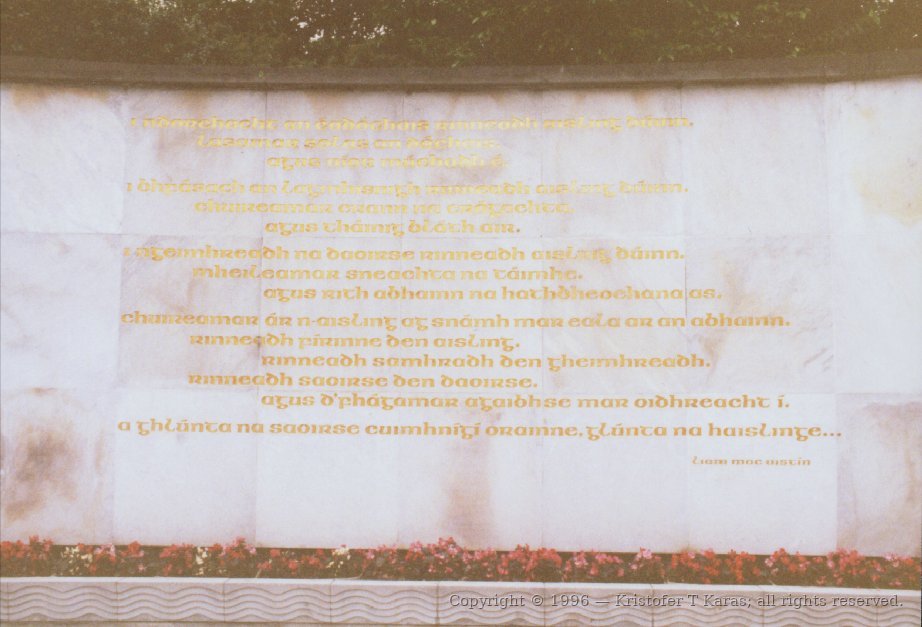 i ndorchacht an éadóchais rinneadh aisling dúinn.
lasamar solas an dóchais.
agus níor múchadh é.
i bhfásach an lagmhisnigh rinneadh aisling dúinn.
chuireamar crann na crógachta.
agus tháinig bláth air.
i ngeimhreadh na daoirse rinneadh aisling dúinn.
mheileamar sneachta na táimhe.
agus rith abhainn na hathbheochana as.
chuireamar ár n-aisling ag snámh mar eala ar an abhainn.
rinneadh fírinne den aisling.
rinneadh samhradh den gheimhreadh.
rinneadh saoirse den daoirse.
agus d'fhágamar agaibhse mar oidhreacht í.
a ghlúnta na saoirse cuimhnígí orainne, glúnta na haislinge...
liam mac uistín
Copyright © 1996 — Kristofer T Karas; all rights reserved.